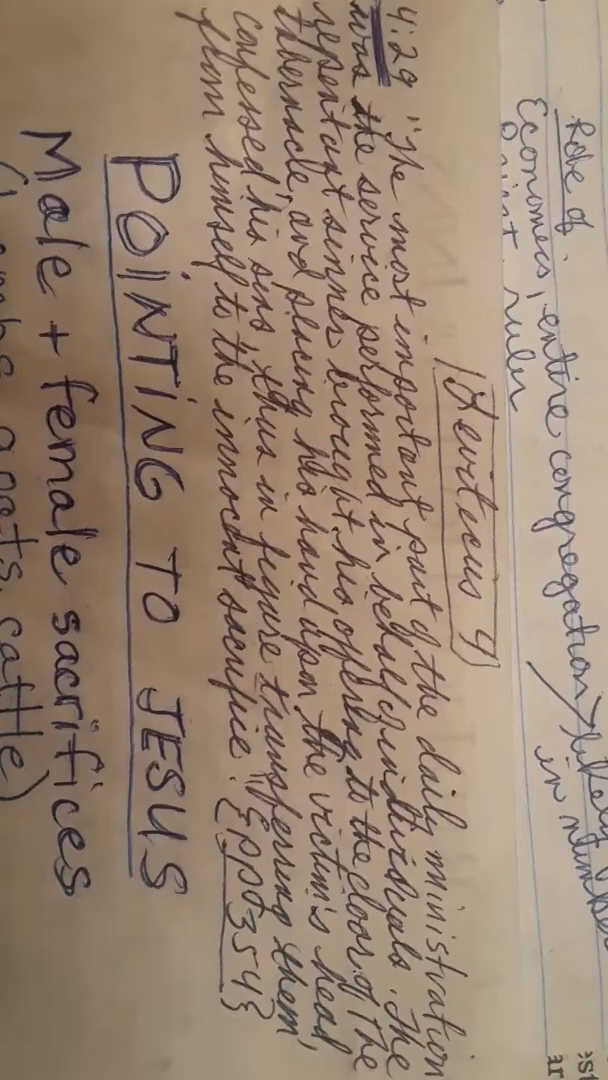 Role of
Economers, entire congregation
Priest, ruler
in number
Leviticus 4
4:29 "The most important part of the daily ministration
was the service performed in behalf of individuals. The
repentant sinner brought his offering to the door of the
tabernacle, and placing his hand upon the victim's head
confessed his sins, thus in figure transferring them,
from himself to the innocent sacrifice." {EPP 354}
POINTING TO JESUS
Male + female sacrifices
(lambs, goats, cattle)